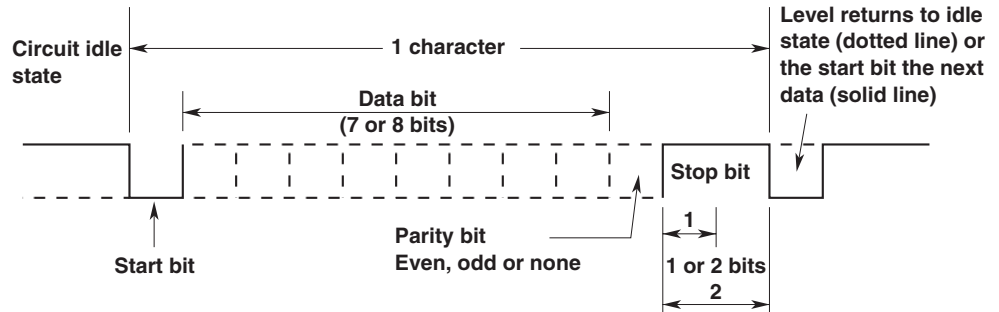 Circuit idle
state
1 character
Level returns to idle
state (dotted line) or
the start bit the next
data (solid line)
Data bit
(7 or 8 bits)
Stop bit
Start bit
Parity bit
Even, odd or none
1
1 or 2 bits
2